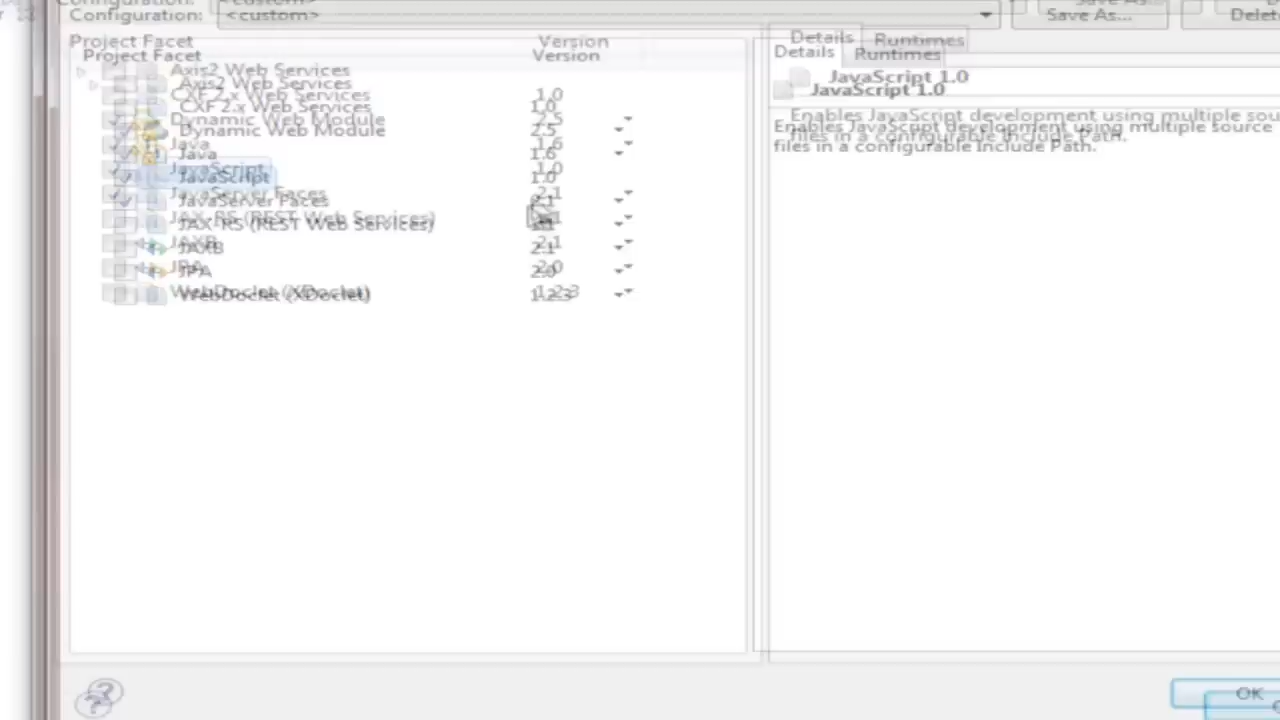 Configuration: <custom> Save As... Delet
Project Facet Version
Axis2 Web Services
CXF 2.x Web Services 1.0
Dynamic Web Module 2.5
Java 1.6
JavaScript 1.0
JavaServer Faces 2.1
JAX-RS (REST Web Services) 1.1
JAXB 2.1
JPA 2.0
WebDoclet (XDoclet) 1.2.3
Details Runtimes
JavaScript 1.0
Enables JavaScript development using multiple source
files in a configurable Include Path.
?
OK